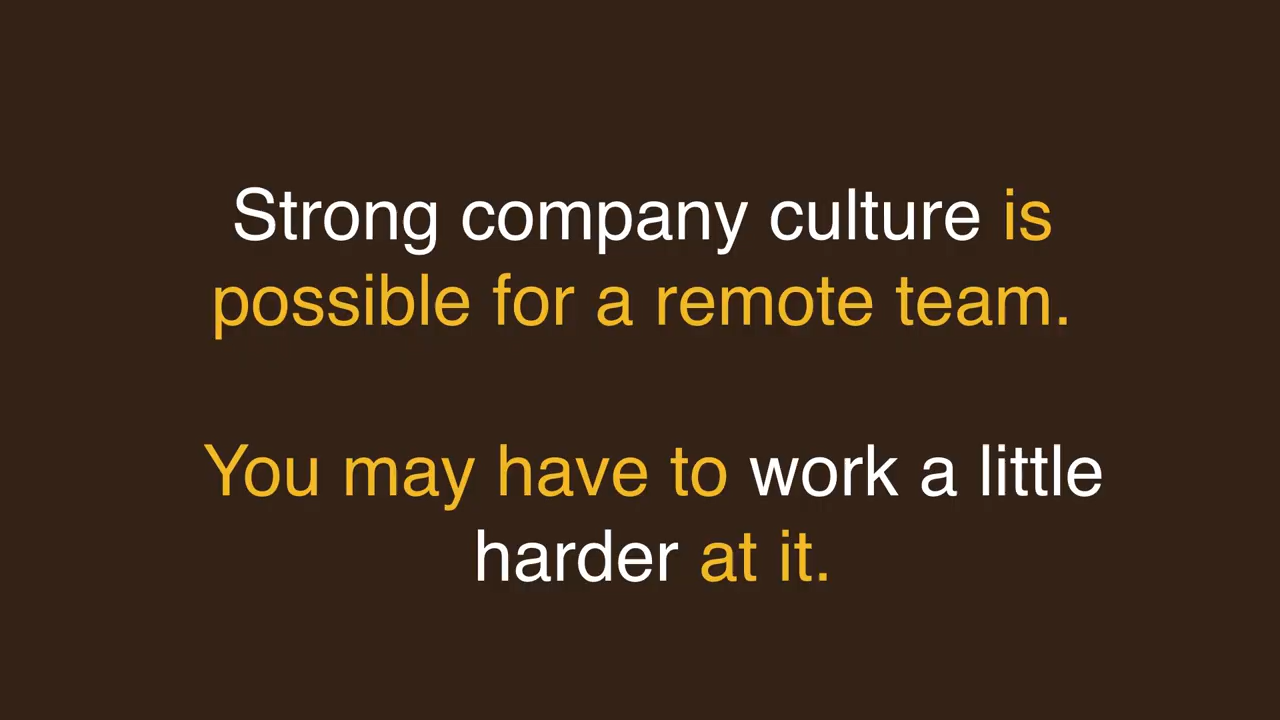 Strong company culture is
possible for a remote team.
You may have to work a little
harder at it.